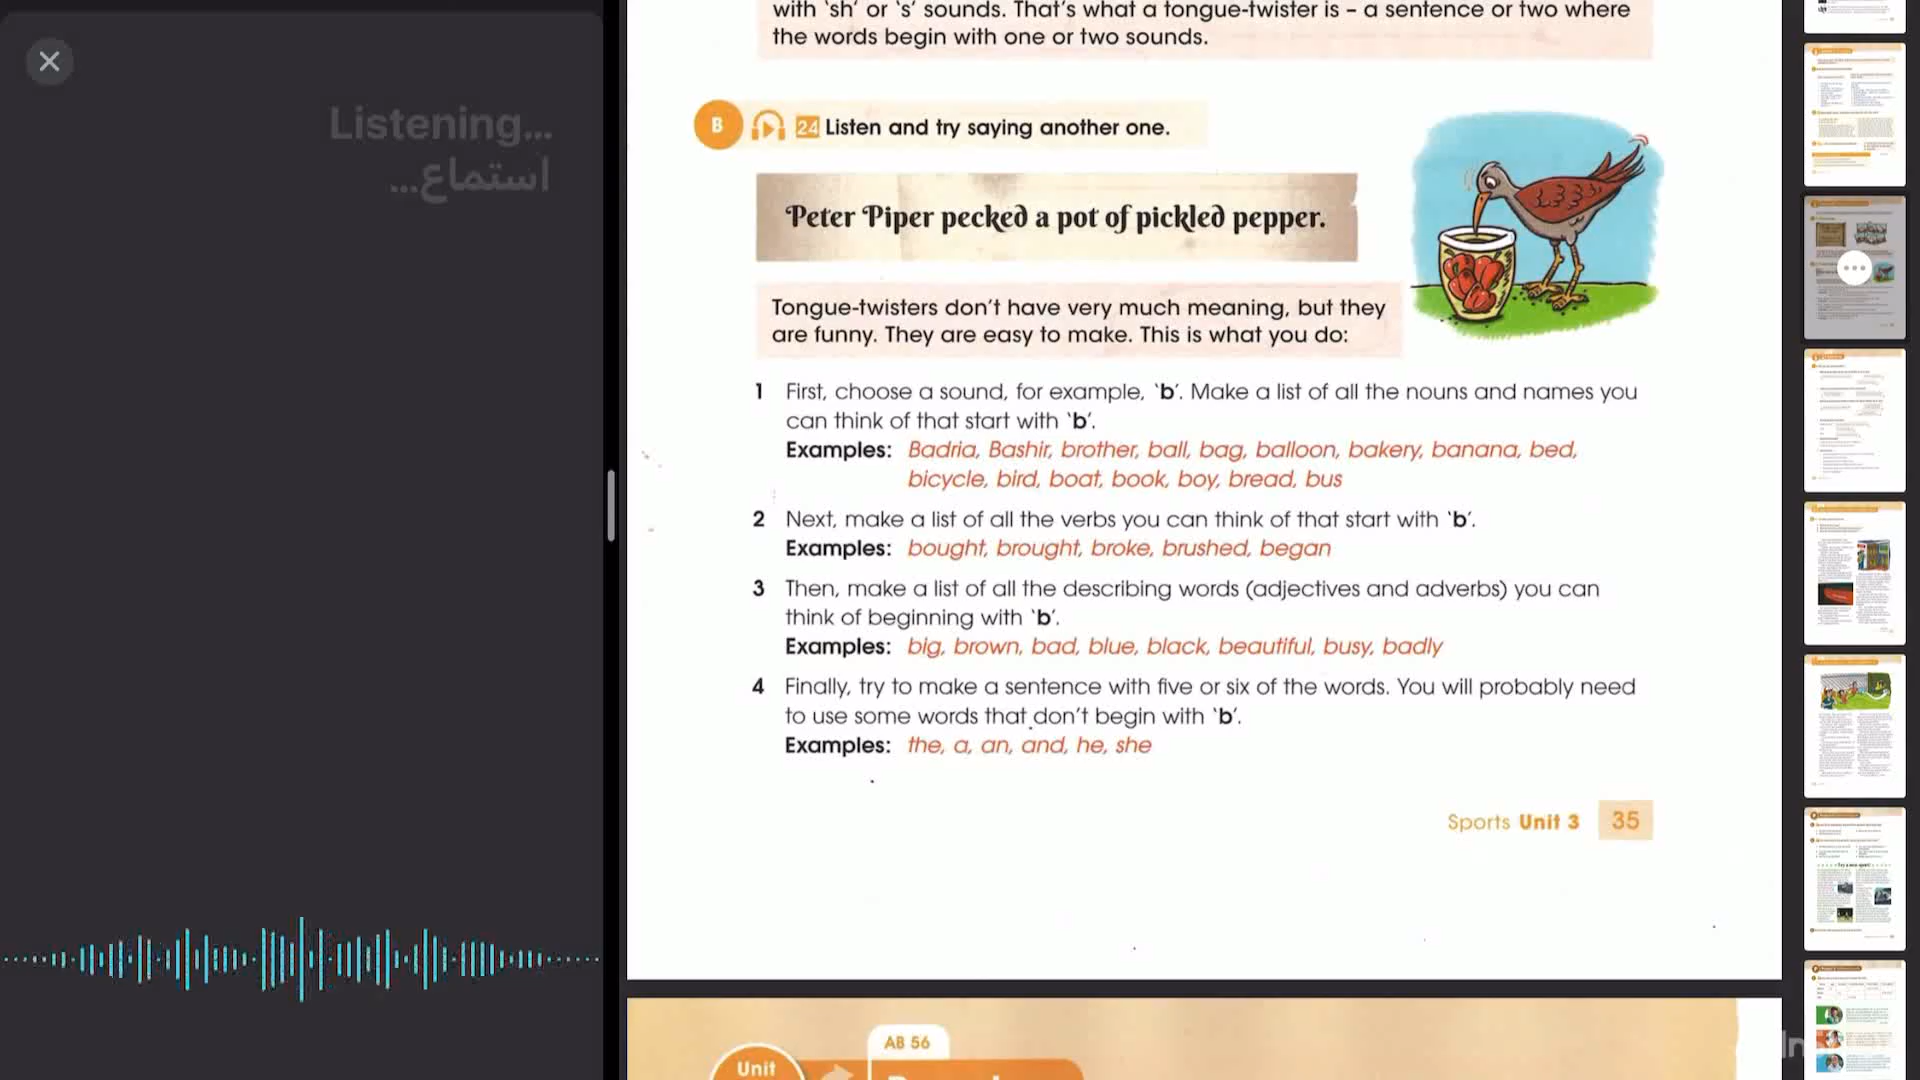 Listening...
استماع...
with ‘sh’ or ‘s’ sounds. That’s what a tongue-twister is – a sentence or two where
the words begin with one or two sounds.
B 24 Listen and try saying another one.
Peter Piper pecked a pot of pickled pepper.
Tongue-twisters don’t have very much meaning, but they
are funny. They are easy to make. This is what you do:
1 First, choose a sound, for example, ‘b’. Make a list of all the nouns and names you
can think of that start with ‘b’.
Examples: Badria, Bashir, brother, ball, bag, balloon, bakery, banana, bed,
bicycle, bird, boat, book, boy, bread, bus
2 Next, make a list of all the verbs you can think of that start with ‘b’.
Examples: bought, brought, broke, brushed, began
3 Then, make a list of all the describing words (adjectives and adverbs) you can
think of beginning with ‘b’.
Examples: big, brown, bad, blue, black, beautiful, busy, badly
4 Finally, try to make a sentence with five or six of the words. You will probably need
to use some words that don’t begin with ‘b’.
Examples: the, a, an, and, he, she
Sports Unit 3 35
AB 56
Unit